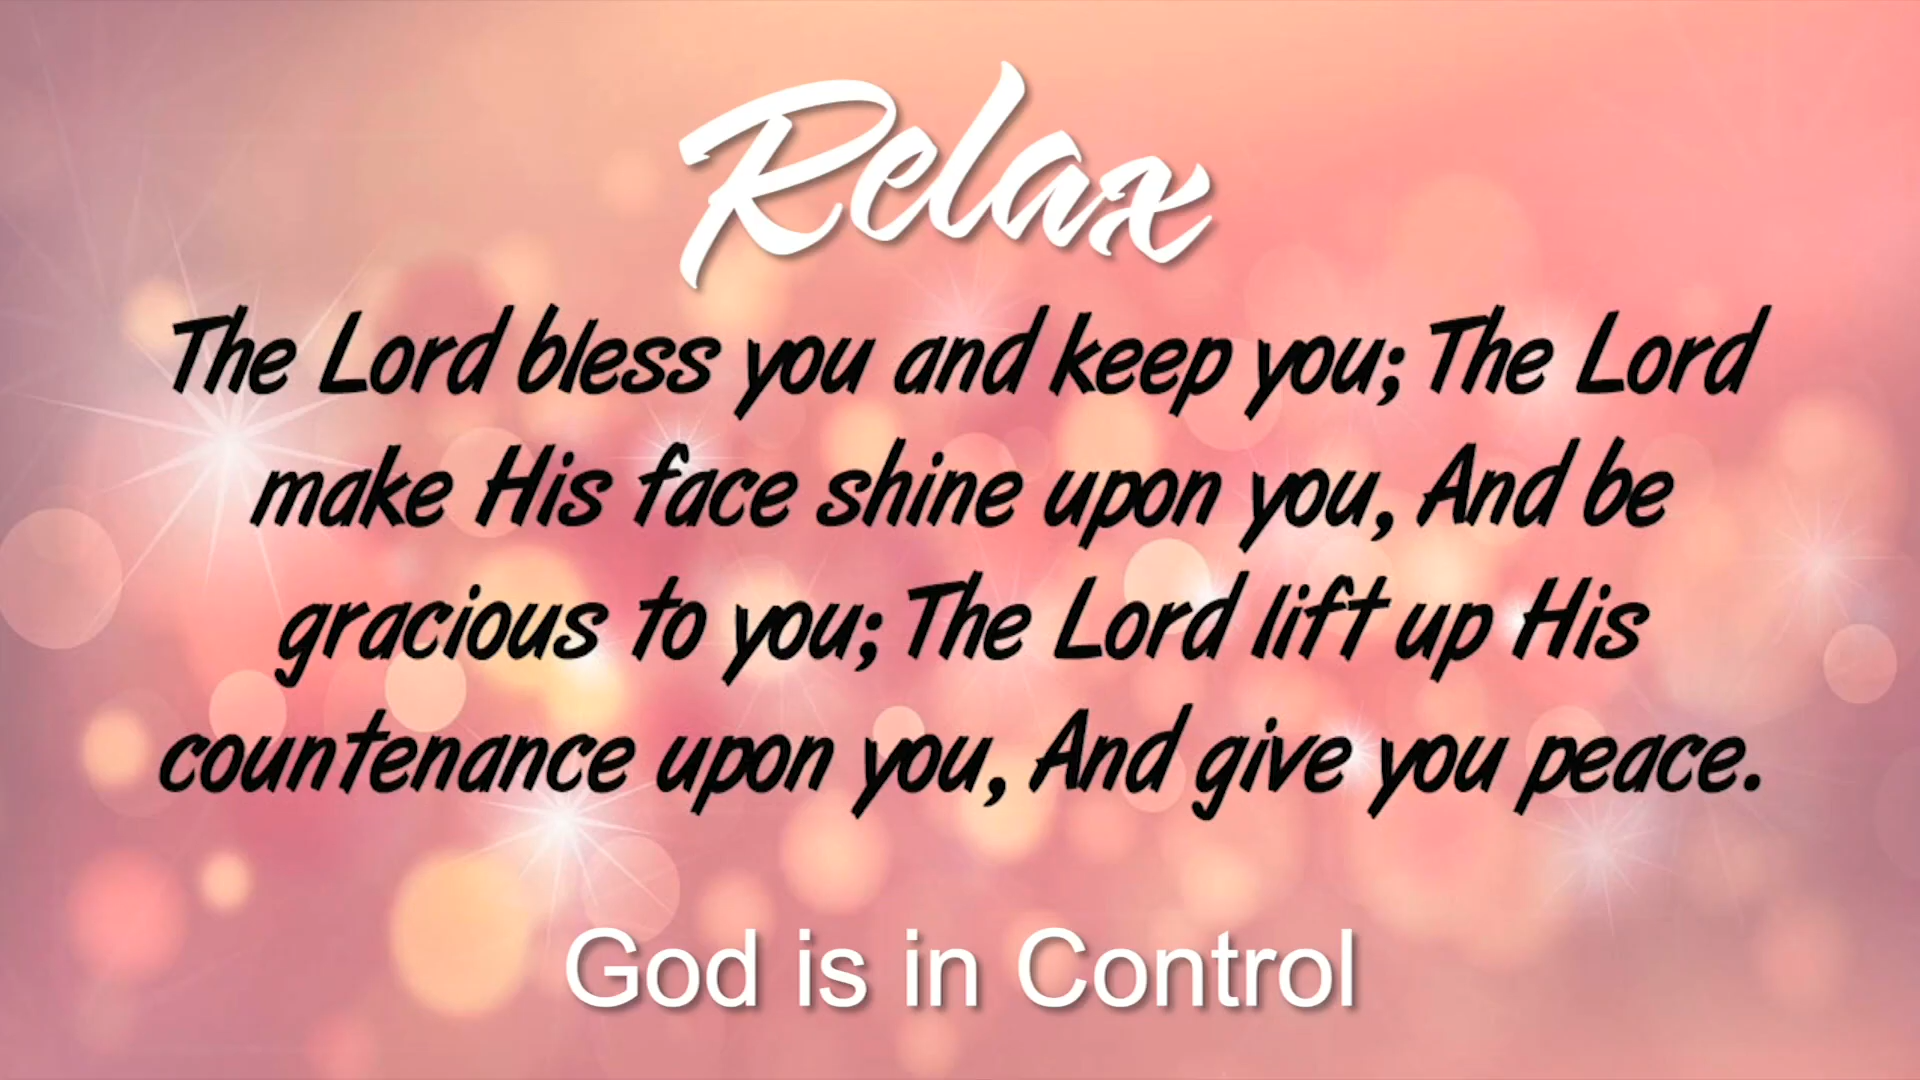 Relax
The Lord bless you and keep you; The Lord
make His face shine upon you, And be
gracious to you; The Lord lift up His
countenance upon you, And give you peace.
God is in Control